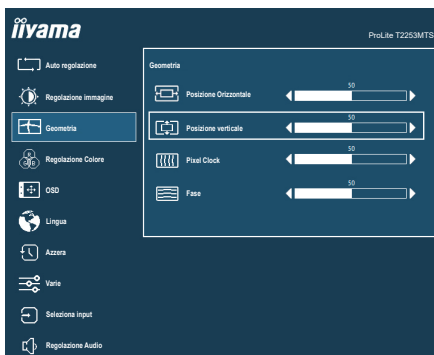 iiyama
ProLite T2253MTS
Auto regolazione
Regolazione Immagine
Geometria
Regolazione Colore
OSD
Lingua
Azzera
Varie
Seleziona input
Regolazione Audio
Geometria
Posizione Orizzontale
50
Posizione verticale
50
Pixel Clock
50
Fase
50